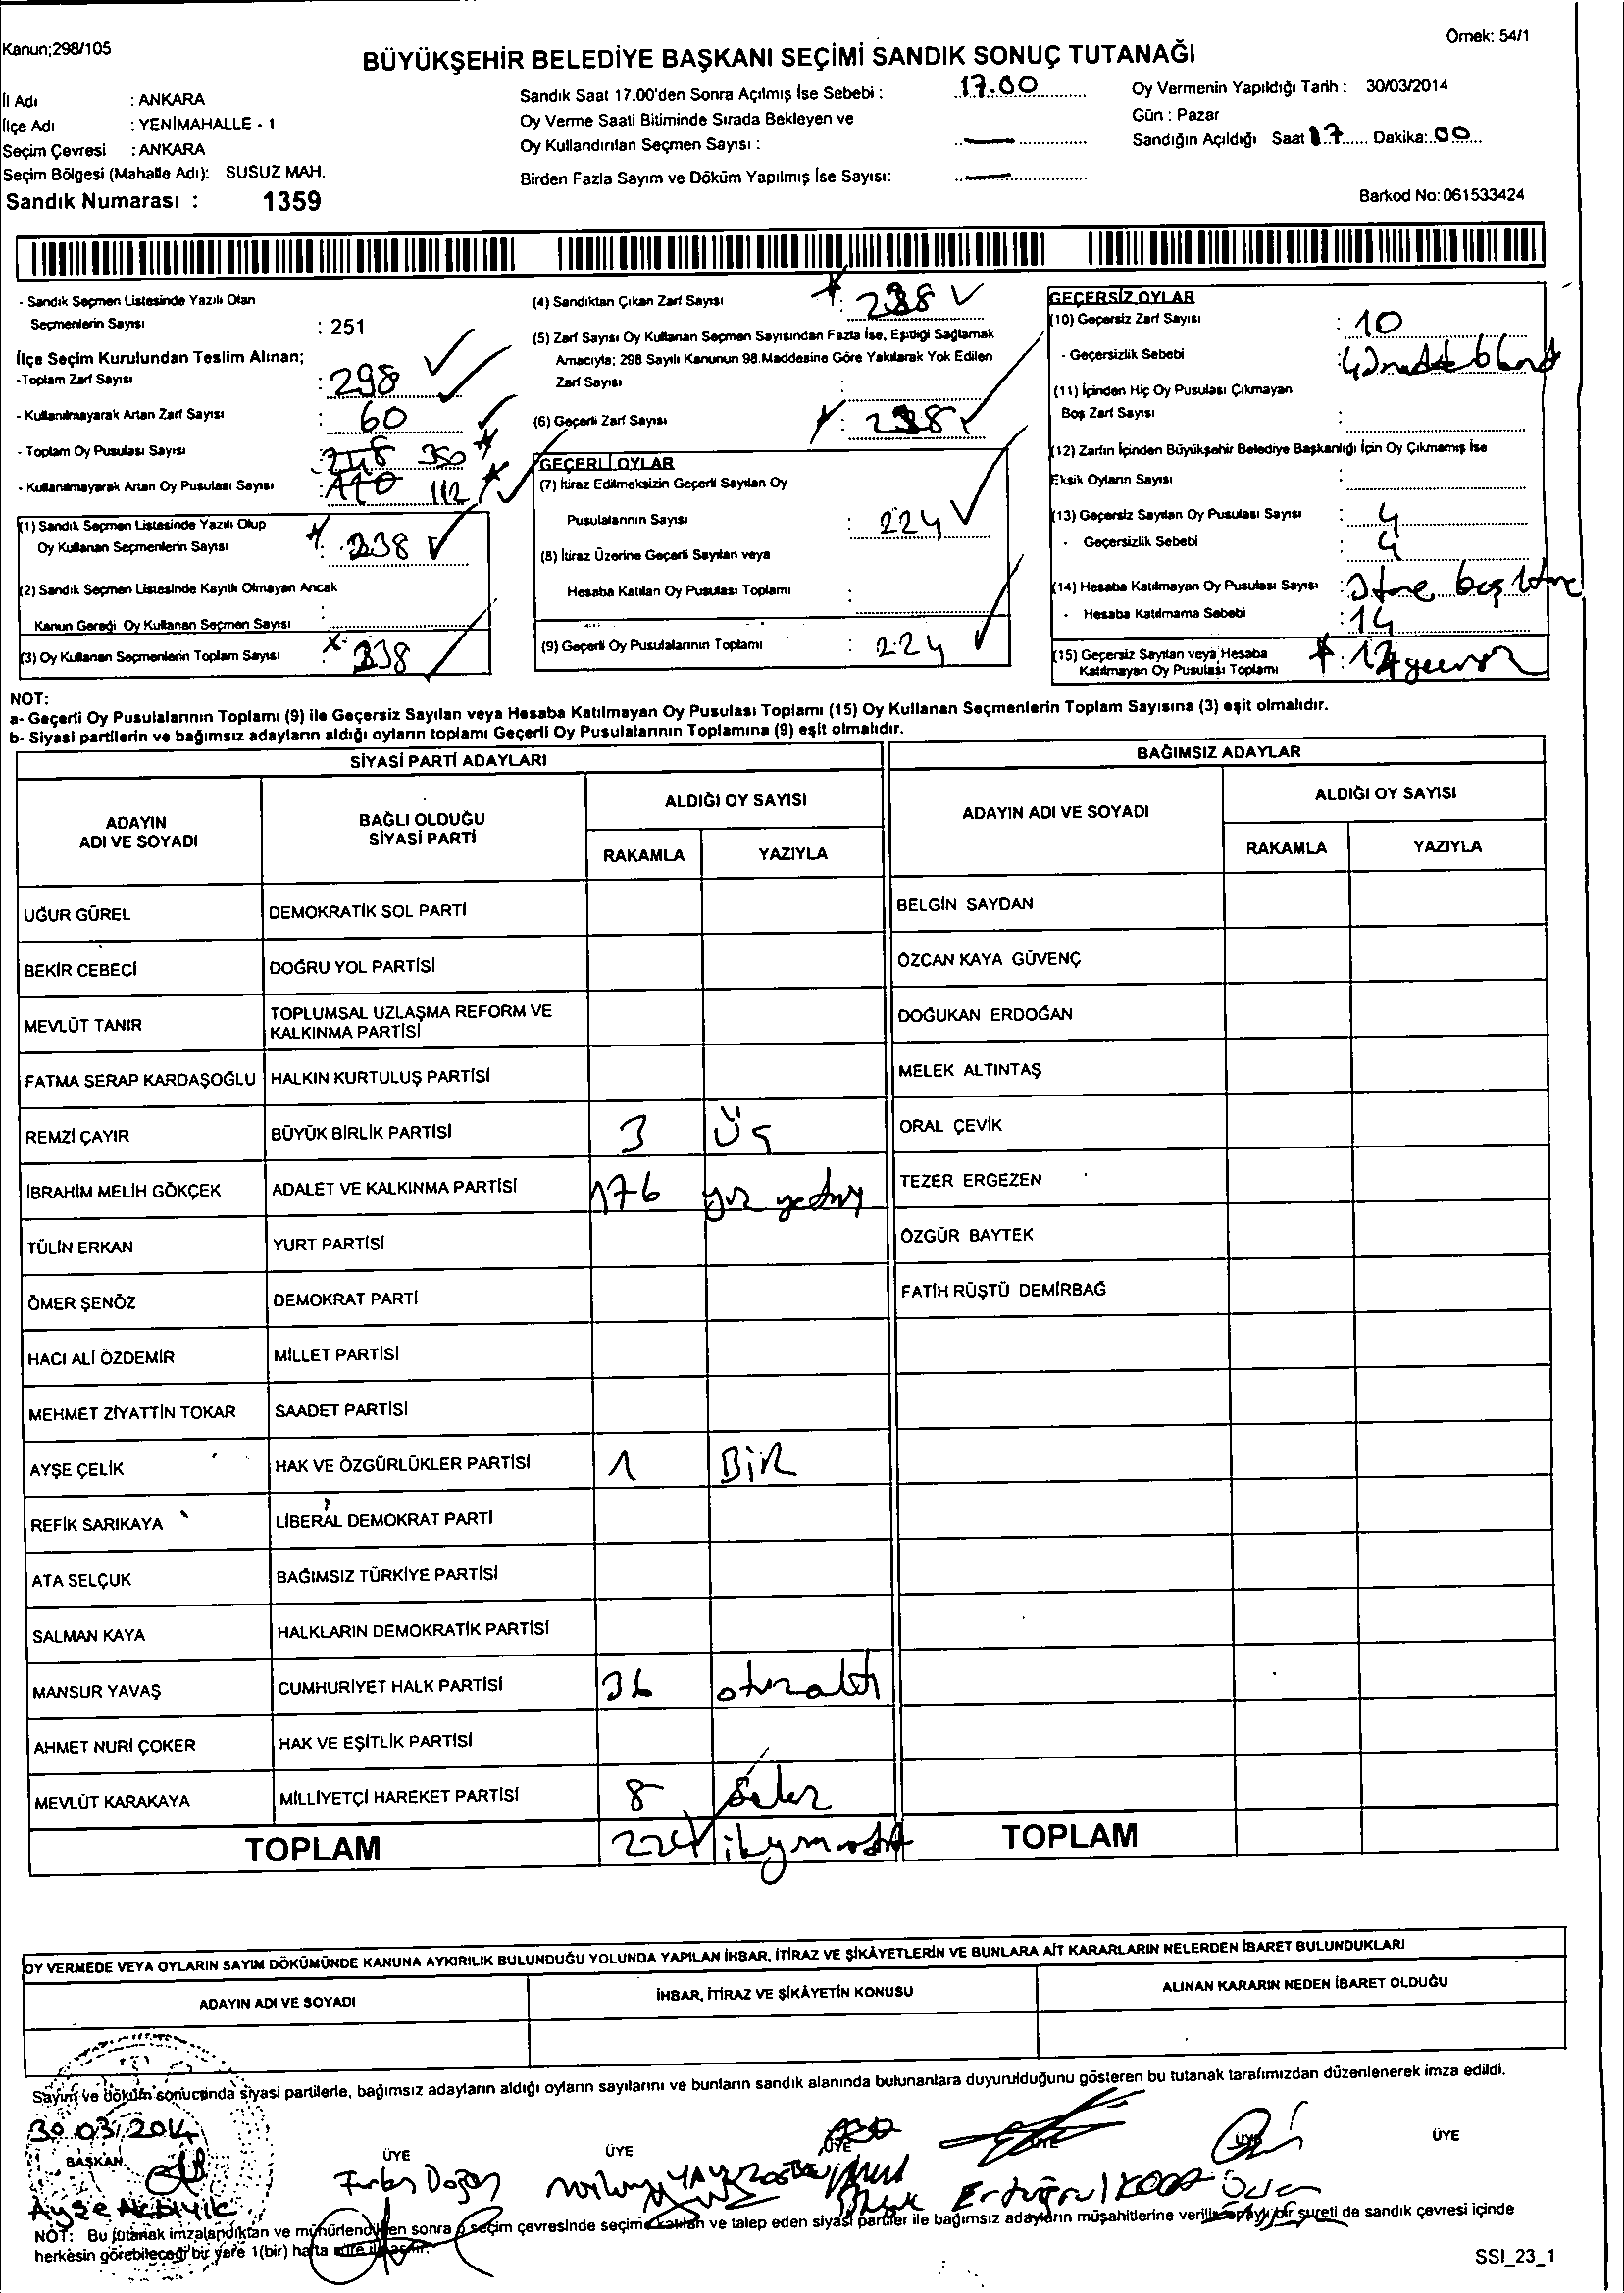 Kanun;298/105
Örnek: 54/1
BÜYÜKŞEHİR BELEDİYE BAŞKANI SEÇİMİ SANDIK SONUÇ TUTANAĞI
İl Adı : ANKARA
İlçe Adı : YENİMAHALLE - 1
Seçim Çevresi : ANKARA
Seçim Bölgesi (Mahalle Adı): SUSUZ MAH.
Sandık Numarası : 1359
Sandık Saat 17.00'den Sonra Açılmış İse Sebebi : 17.00
Oy Verme Saati Bitiminde Sırada Bekleyen ve
Oy Kullandırılan Seçmen Sayısı : —
Birden Fazla Sayım ve Döküm Yapılmış İse Sayısı: —
Oy Vermenin Yapıldığı Tarih : 30/03/2014
Gün : Pazar
Sandığın Açıldığı Saat 17 Dakika: 00
Barkod No: 061533424
- Sandık Seçmen Listesinde Yazılı Olan
Seçmenlerin Sayısı : 251
İlçe Seçim Kurulundan Teslim Alınan;
-Toplam Zarf Sayısı : 298
- Kullanılmayarak Artan Zarf Sayısı : 60
- Toplam Oy Pusulası Sayısı : 350
- Kullanılmayarak Artan Oy Pusulası Sayısı : 112
(1) Sandık Seçmen Listesinde Yazılı Olup
Oy Kullanan Seçmenlerin Sayısı : 238
(2) Sandık Seçmen Listesinde Kayıtlı Olmayan Ancak
Kanun Gereği Oy Kullanan Seçmen Sayısı :
(3) Oy Kullanan Seçmenlerin Toplam Sayısı : 238
(4) Sandıktan Çıkan Zarf Sayısı : 238
(5) Zarf Sayısı Oy Kullanan Seçmen Sayısından Fazla İse, Eşitliği Sağlamak
Amacıyla; 298 Sayılı Kanunun 98.Maddesine Göre Yakılarak Yok Edilen
Zarf Sayısı :
(6) Geçerli Zarf Sayısı : 238
GEÇERLİ OYLAR
(7) İtiraz Edilmeksizin Geçerli Sayılan Oy
Pusulalarının Sayısı : 224
(8) İtiraz Üzerine Geçerli Sayılan veya
Hesaba Katılan Oy Pusulası Toplamı :
(9) Geçerli Oy Pusulalarının Toplamı : 224
GEÇERSİZ OYLAR
(10) Geçersiz Zarf Sayısı : 10
- Geçersizlik Sebebi :
(11) İçinden Hiç Oy Pusulası Çıkmayan
Boş Zarf Sayısı :
(12) Zarfın İçinden Büyükşehir Belediye Başkanlığı İçin Oy Çıkmamış İse
Eksik Oyların Sayısı :
(13) Geçersiz Sayılan Oy Pusulası Sayısı : 4
- Geçersizlik Sebebi : 4
(14) Hesaba Katılmayan Oy Pusulası Sayısı :
- Hesaba Katılmama Sebebi : 14
(15) Geçersiz Sayılan veya Hesaba
Katılmayan Oy Pusulası Toplamı : 14
NOT:
a- Geçerli Oy Pusulalarının Toplamı (9) ile Geçersiz Sayılan veya Hesaba Katılmayan Oy Pusulası Toplamı (15) Oy Kullanan Seçmenlerin Toplam Sayısına (3) eşit olmalıdır.
b- Siyasi partilerin ve bağımsız adayların aldığı oyların toplamı Geçerli Oy Pusulalarının Toplamına (9) eşit olmalıdır.
SİYASİ PARTİ ADAYLARI
BAĞIMSIZ ADAYLAR
ADAYIN ADI VE SOYADI
BAĞLI OLDUĞU SİYASİ PARTİ
ALDIĞI OY SAYISI
RAKAMLA YAZIYLA
ADAYIN ADI VE SOYADI
ALDIĞI OY SAYISI
RAKAMLA YAZIYLA
UĞUR GÜREL DEMOKRATİK SOL PARTİ BELGİN SAYDAN
BEKİR CEBECİ DOĞRU YOL PARTİSİ ÖZCAN KAYA GÜVENÇ
MEVLÜT TANIR TOPLUMSAL UZLAŞMA REFORM VE KALKINMA PARTİSİ DOĞUKAN ERDOĞAN
FATMA SERAP KARDAŞOĞLU HALKIN KURTULUŞ PARTİSİ MELEK ALTINTAŞ
REMZİ ÇAYIR BÜYÜK BİRLİK PARTİSİ 3 Üç ORAL ÇEVİK
İBRAHİM MELİH GÖKÇEK ADALET VE KALKINMA PARTİSİ 176 yüz TEZER ERGEZEN
TÜLİN ERKAN YURT PARTİSİ ÖZGÜR BAYTEK
ÖMER ŞENÖZ DEMOKRAT PARTİ FATİH RÜŞTÜ DEMİRBAĞ
HACI ALİ ÖZDEMİR MİLLET PARTİSİ
MEHMET ZİYATTİN TOKAR SAADET PARTİSİ
AYŞE ÇELİK HAK VE ÖZGÜRLÜKLER PARTİSİ 1 BİR
REFİK SARIKAYA LİBERAL DEMOKRAT PARTİ
ATA SELÇUK BAĞIMSIZ TÜRKİYE PARTİSİ
SALMAN KAYA HALKLARIN DEMOKRATİK PARTİSİ
MANSUR YAVAŞ CUMHURİYET HALK PARTİSİ 36 otuzaltı
AHMET NURİ ÇOKER HAK VE EŞİTLİK PARTİSİ
MEVLÜT KARAKAYA MİLLİYETÇİ HAREKET PARTİSİ 8 Sekiz
TOPLAM 224 TOPLAM
OY VERMEDE VEYA OYLARIN SAYIM DÖKÜMÜNDE KANUNA AYKIRILIK BULUNDUĞU YOLUNDA YAPILAN İHBAR, İTİRAZ VE ŞİKÂYETLERİN VE BUNLARA AİT KARARLARIN NELERDEN İBARET BULUNDUKLARI
ADAYIN ADI VE SOYADI İHBAR, İTİRAZ VE ŞİKÂYETİN KONUSU ALINAN KARARIN NEDEN İBARET OLDUĞU
Sayım ve döküm sonucunda siyasi partilerle, bağımsız adayların aldığı oyların sayılarını ve bunların sandık alanında bulunanlara duyurulduğunu gösteren bu tutanak tarafımızdan düzenlenerek imza edildi.
30.03.2014
BAŞKAN ÜYE ÜYE ÜYE ÜYE ÜYE ÜYE
Ayşe Akbıyık Doğan Ertuğrul
NOT: Bu tutanak imzalandıktan ve mühürlendikten sonra seçim çevresinde seçime katılan ve talep eden siyasi partiler ile bağımsız adayların müşahitlerine bir sureti de sandık çevresi içinde
herkesin görebileceği bir yere 1(bir) hafta süre ile asılır.
SSI_23_1